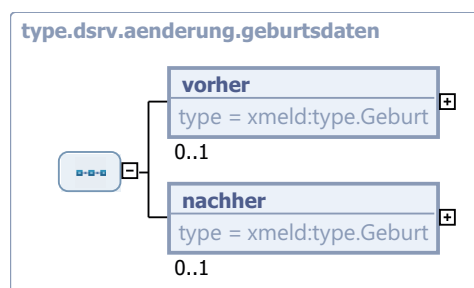 type.dsrv.aenderung.geburtsdaten
vorher
type = xmeld:type.Geburt
0..1
nachher
type = xmeld:type.Geburt
0..1